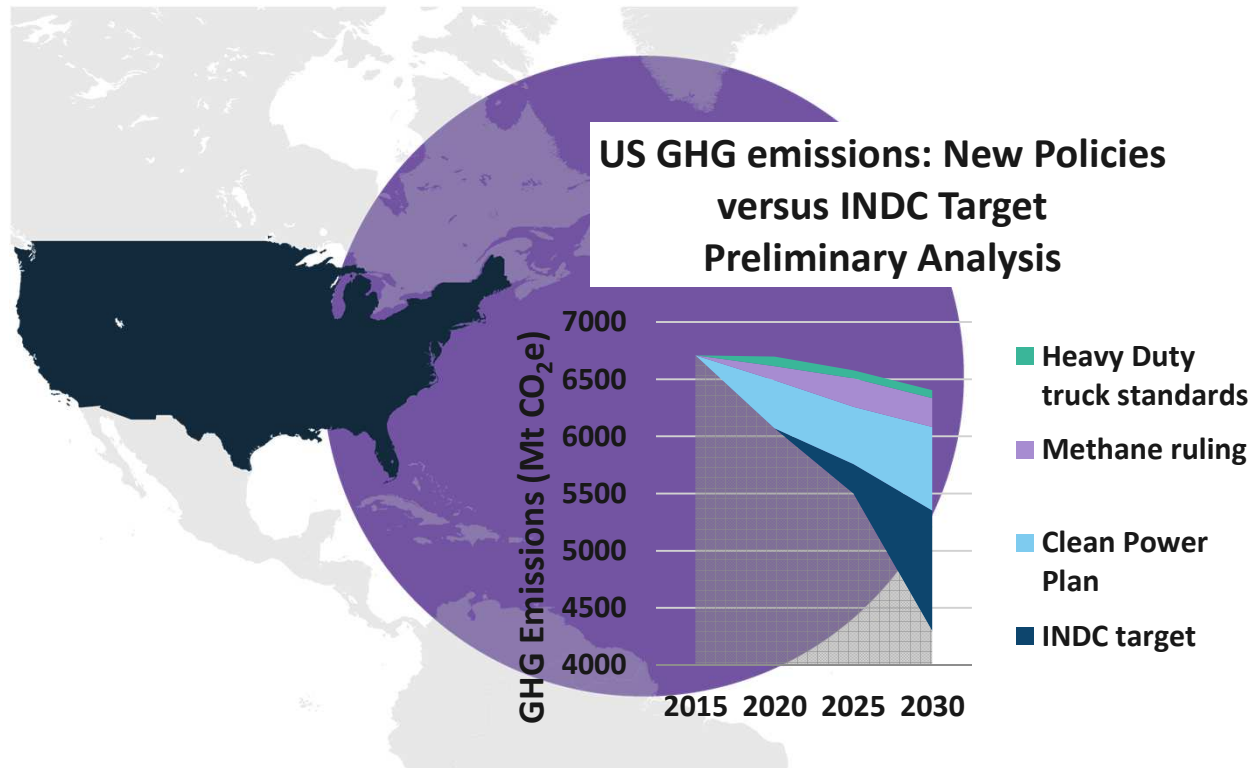 US GHG emissions: New Policies
versus INDC Target
Preliminary Analysis
GHG Emissions (Mt CO₂e)
7000
6500
6000
5500
5000
4500
4000
2015 2020 2025 2030
Heavy Duty
truck standards
Methane ruling
Clean Power
Plan
INDC target